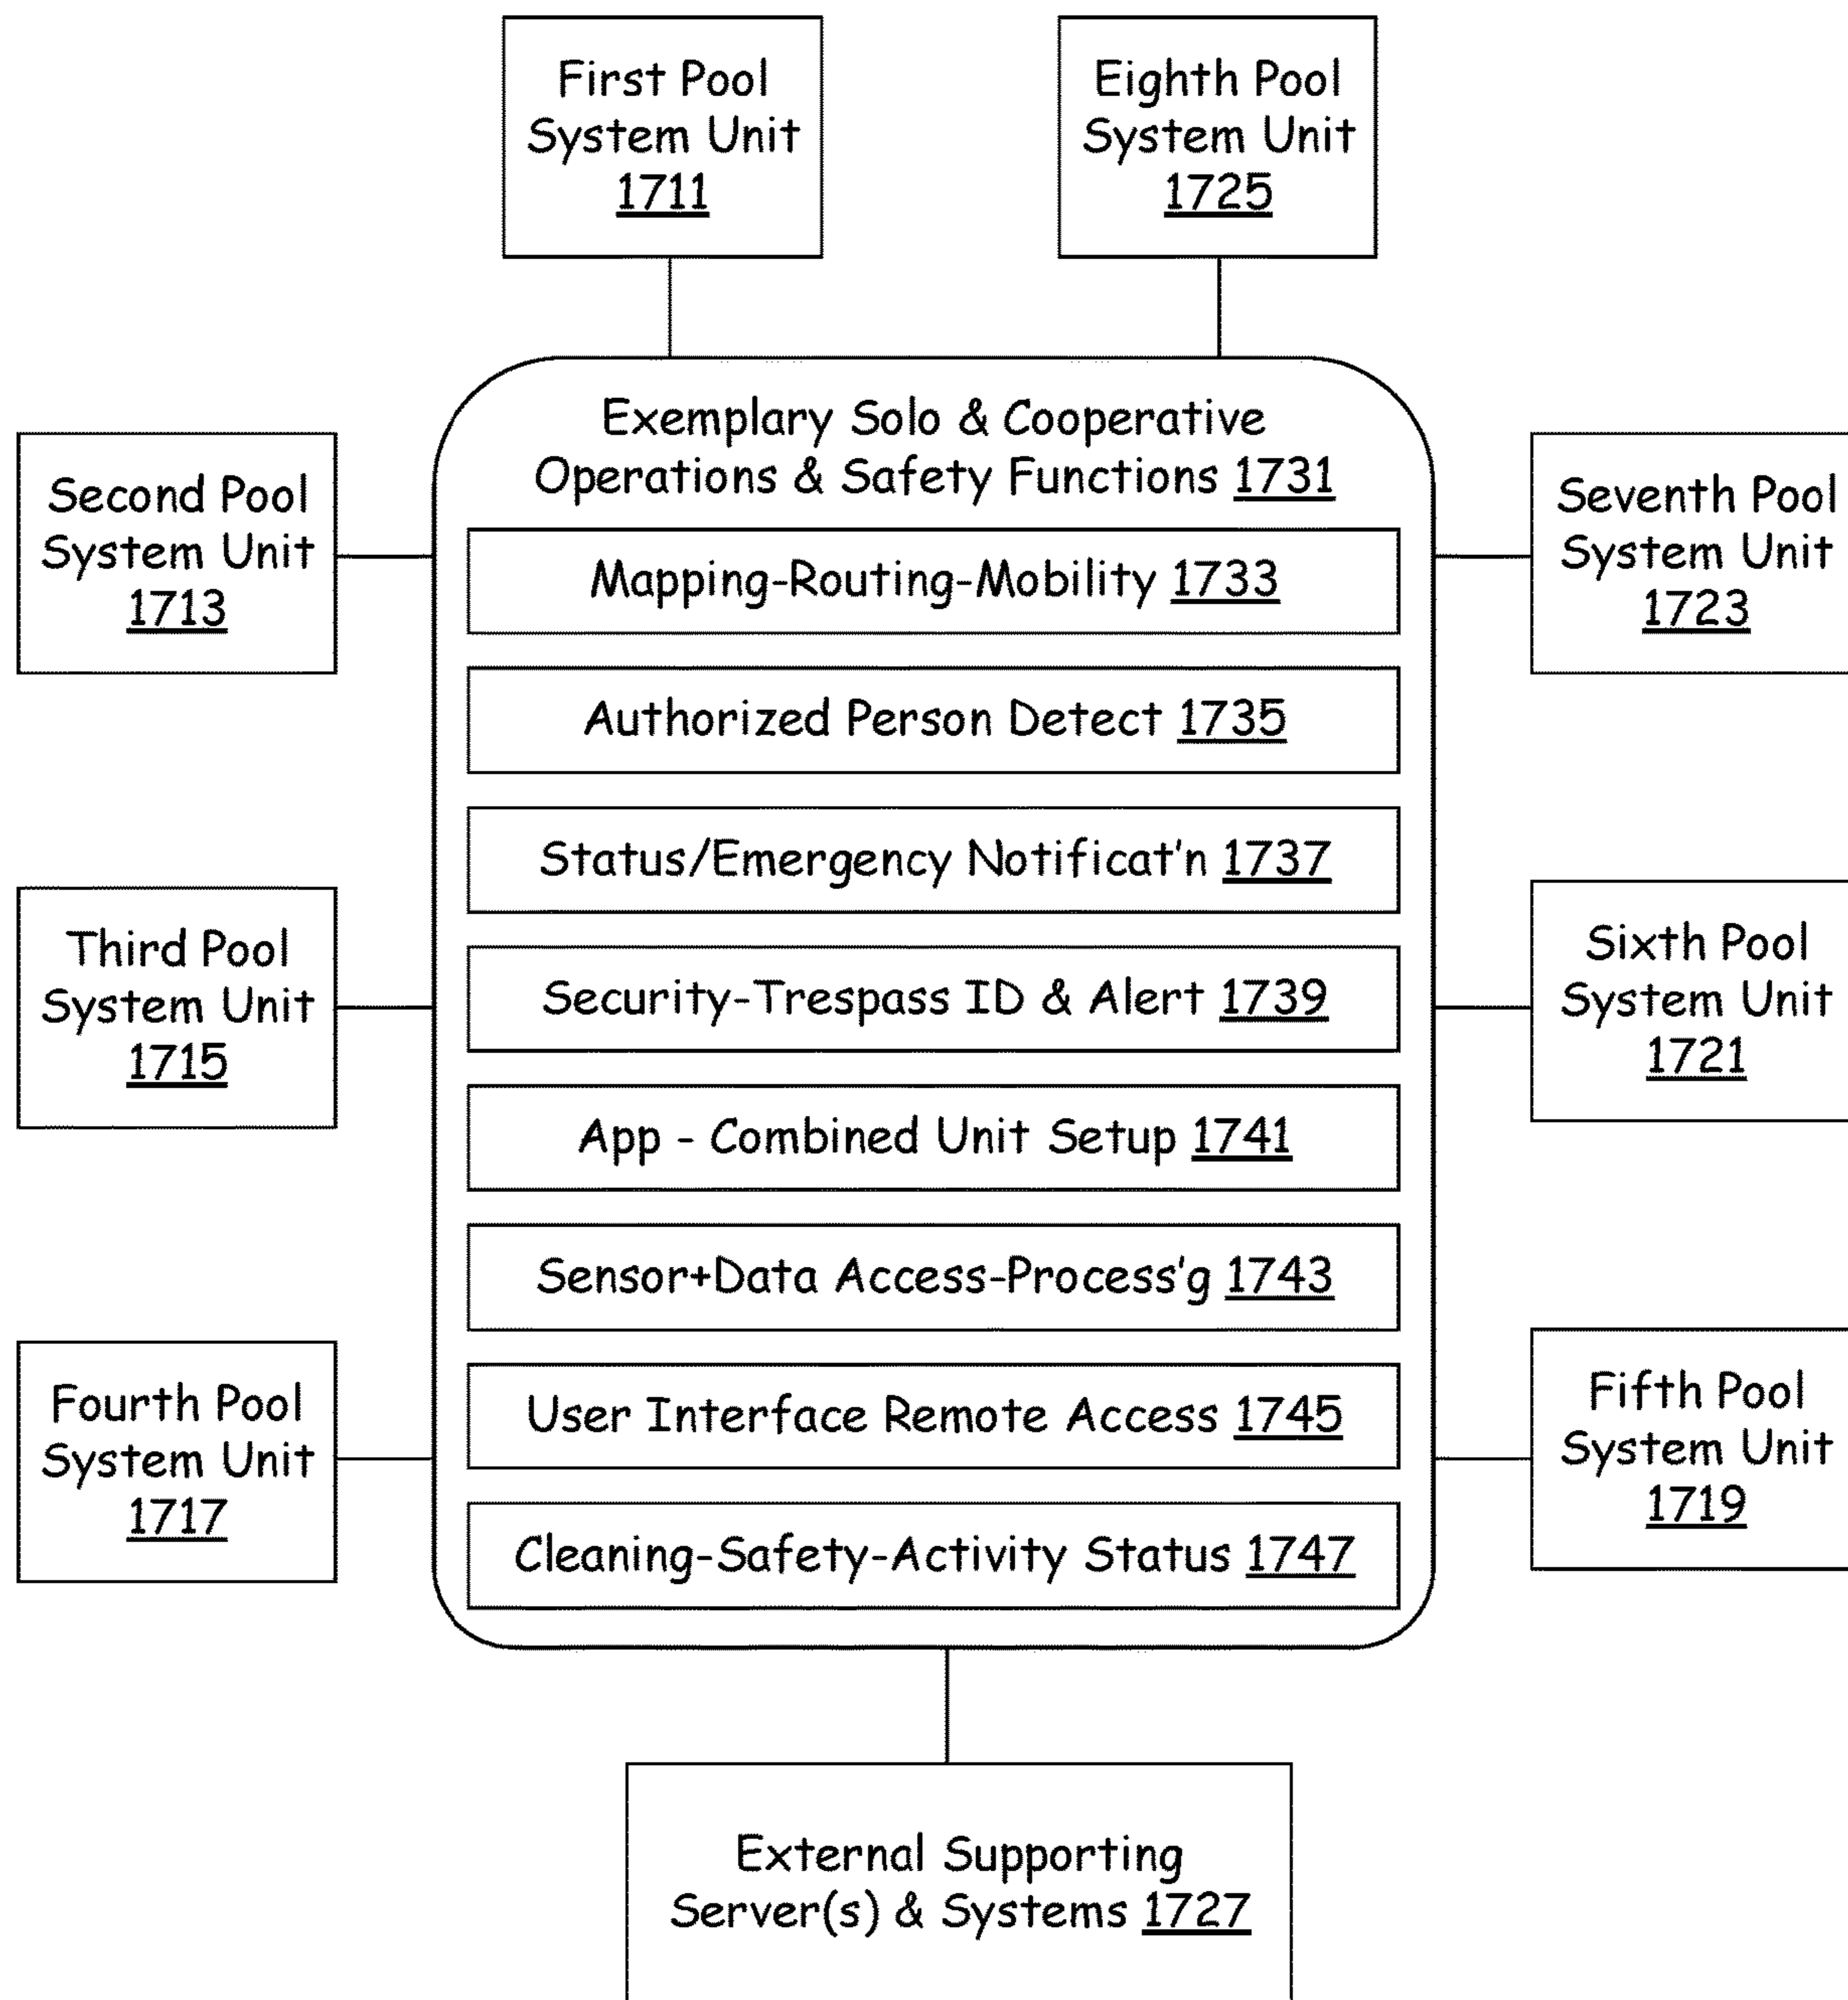 First Pool
System Unit
1711
Eighth Pool
System Unit
1725
Exemplary Solo & Cooperative
Operations & Safety Functions 1731
Second Pool
System Unit
1713
Seventh Pool
System Unit
1723
Mapping-Routing-Mobility 1733
Authorized Person Detect 1735
Status/Emergency Notificat'n 1737
Third Pool
System Unit
1715
Sixth Pool
System Unit
1721
Security-Trespass ID & Alert 1739
App - Combined Unit Setup 1741
Sensor+Data Access-Process'g 1743
Fourth Pool
System Unit
1717
Fifth Pool
System Unit
1719
User Interface Remote Access 1745
Cleaning-Safety-Activity Status 1747
External Supporting
Server(s) & Systems 1727